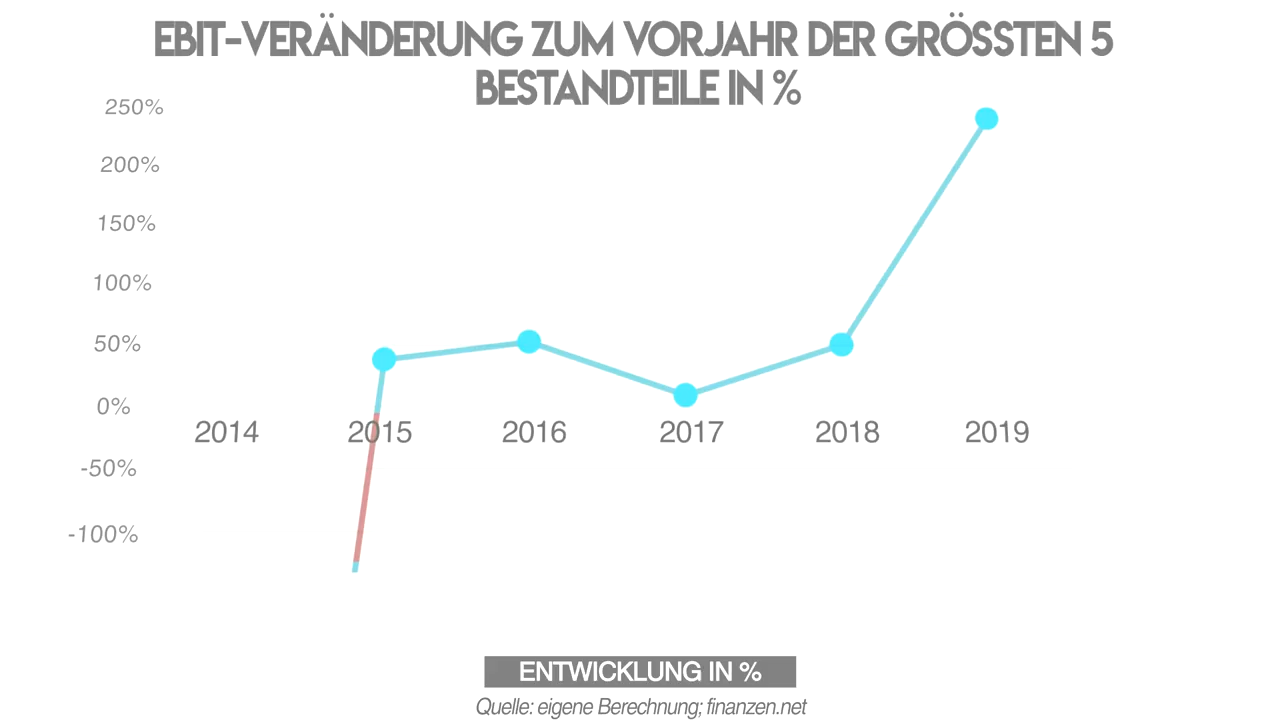 EBIT-VERÄNDERUNG ZUM VORJAHR DER GRÖSSTEN 5
BESTANDTEILE IN %
250%
200%
150%
100%
50%
0%
2014 2015 2016 2017 2018 2019
-50%
-100%
ENTWICKLUNG IN %
Quelle: eigene Berechnung; finanzen.net